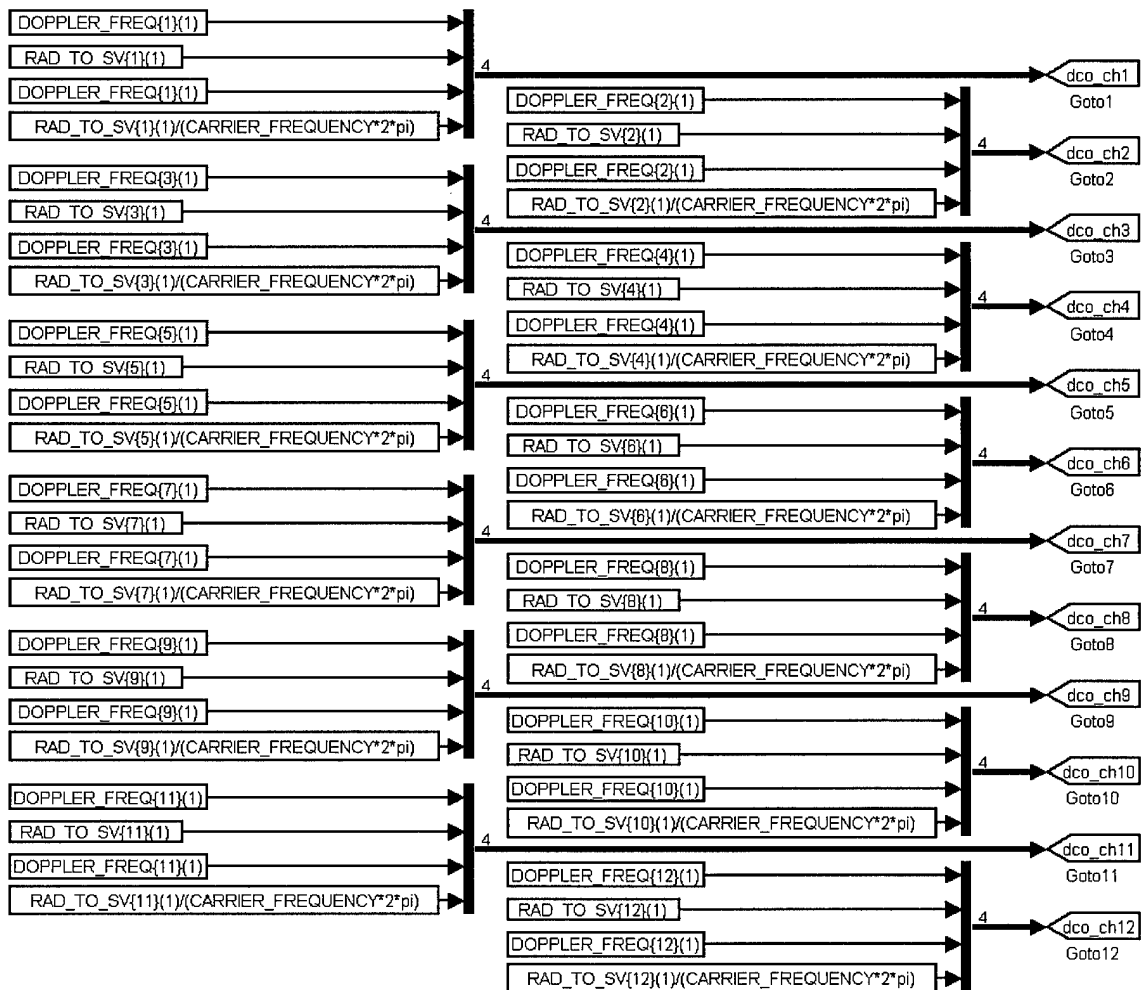 DOPPLER_FREQ{1}(1)
RAD_TO_SV{1}(1)
DOPPLER_FREQ{1}(1)
RAD_TO_SV{1}(1)/(CARRIER_FREQUENCY*2*pi)
4
dco_ch1
Goto1
DOPPLER_FREQ{2}(1)
RAD_TO_SV{2}(1)
DOPPLER_FREQ{2}(1)
RAD_TO_SV{2}(1)/(CARRIER_FREQUENCY*2*pi)
4
dco_ch2
Goto2
DOPPLER_FREQ{3}(1)
RAD_TO_SV{3}(1)
DOPPLER_FREQ{3}(1)
RAD_TO_SV{3}(1)/(CARRIER_FREQUENCY*2*pi)
4
dco_ch3
Goto3
DOPPLER_FREQ{4}(1)
RAD_TO_SV{4}(1)
DOPPLER_FREQ{4}(1)
RAD_TO_SV{4}(1)/(CARRIER_FREQUENCY*2*pi)
4
dco_ch4
Goto4
DOPPLER_FREQ{5}(1)
RAD_TO_SV{5}(1)
DOPPLER_FREQ{5}(1)
RAD_TO_SV{5}(1)/(CARRIER_FREQUENCY*2*pi)
4
dco_ch5
Goto5
DOPPLER_FREQ{6}(1)
RAD_TO_SV{6}(1)
DOPPLER_FREQ{6}(1)
RAD_TO_SV{6}(1)/(CARRIER_FREQUENCY*2*pi)
4
dco_ch6
Goto6
DOPPLER_FREQ{7}(1)
RAD_TO_SV{7}(1)
DOPPLER_FREQ{7}(1)
RAD_TO_SV{7}(1)/(CARRIER_FREQUENCY*2*pi)
4
dco_ch7
Goto7
DOPPLER_FREQ{8}(1)
RAD_TO_SV{8}(1)
DOPPLER_FREQ{8}(1)
RAD_TO_SV{8}(1)/(CARRIER_FREQUENCY*2*pi)
4
dco_ch8
Goto8
DOPPLER_FREQ{9}(1)
RAD_TO_SV{9}(1)
DOPPLER_FREQ{9}(1)
RAD_TO_SV{9}(1)/(CARRIER_FREQUENCY*2*pi)
4
dco_ch9
Goto9
DOPPLER_FREQ{10}(1)
RAD_TO_SV{10}(1)
DOPPLER_FREQ{10}(1)
RAD_TO_SV{10}(1)/(CARRIER_FREQUENCY*2*pi)
4
dco_ch10
Goto10
DOPPLER_FREQ{11}(1)
RAD_TO_SV{11}(1)
DOPPLER_FREQ{11}(1)
RAD_TO_SV{11}(1)/(CARRIER_FREQUENCY*2*pi)
4
dco_ch11
Goto11
DOPPLER_FREQ{12}(1)
RAD_TO_SV{12}(1)
DOPPLER_FREQ{12}(1)
RAD_TO_SV{12}(1)/(CARRIER_FREQUENCY*2*pi)
4
dco_ch12
Goto12